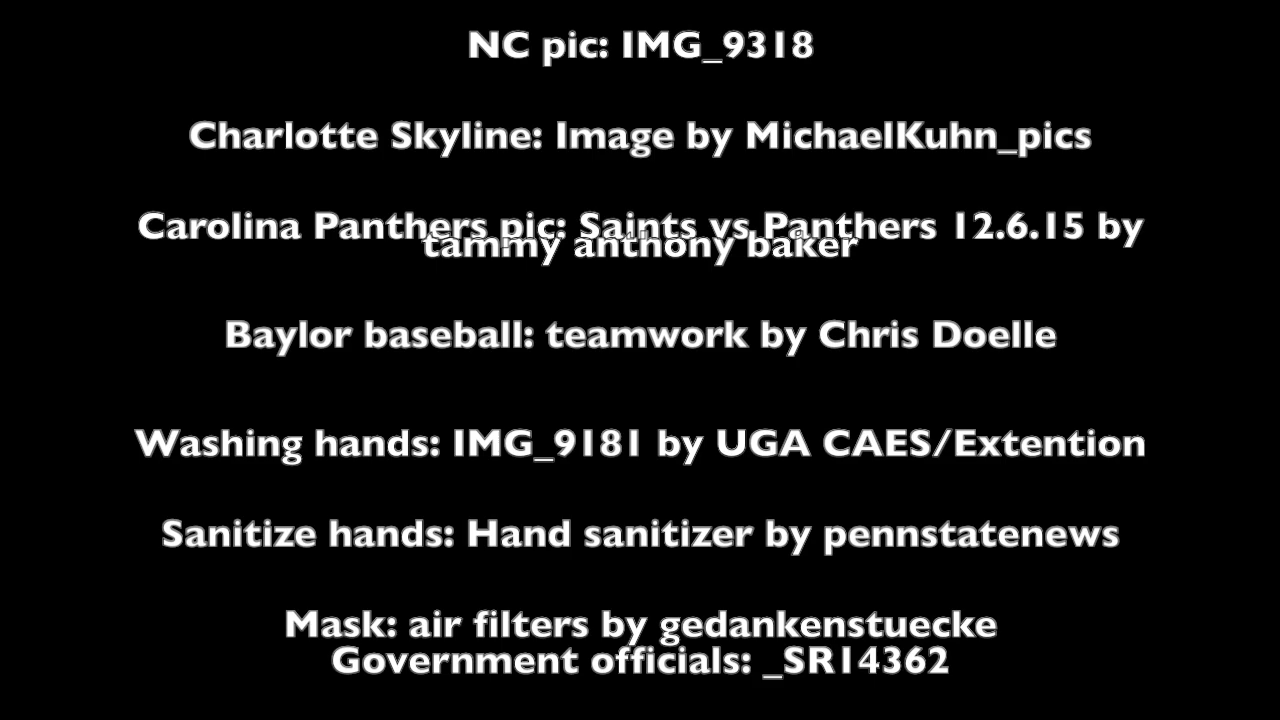 NC pic: IMG_9318
Charlotte Skyline: Image by MichaelKuhn_pics
Carolina Panthers pic: Saints vs Panthers 12.6.15 by
tammy anthony baker
Baylor baseball: teamwork by Chris Doelle
Washing hands: IMG_9181 by UGA CAES/Extention
Sanitize hands: Hand sanitizer by pennstatenews
Mask: air filters by gedankenstuecke
Government officials: _SR14362